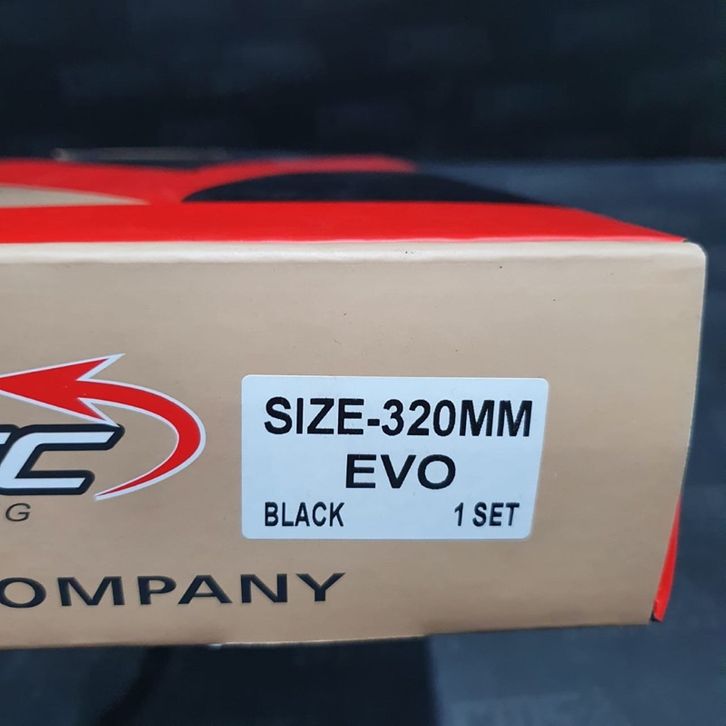 SIZE-320MM
EVO
BLACK 1 SET
C
G
OMPANY